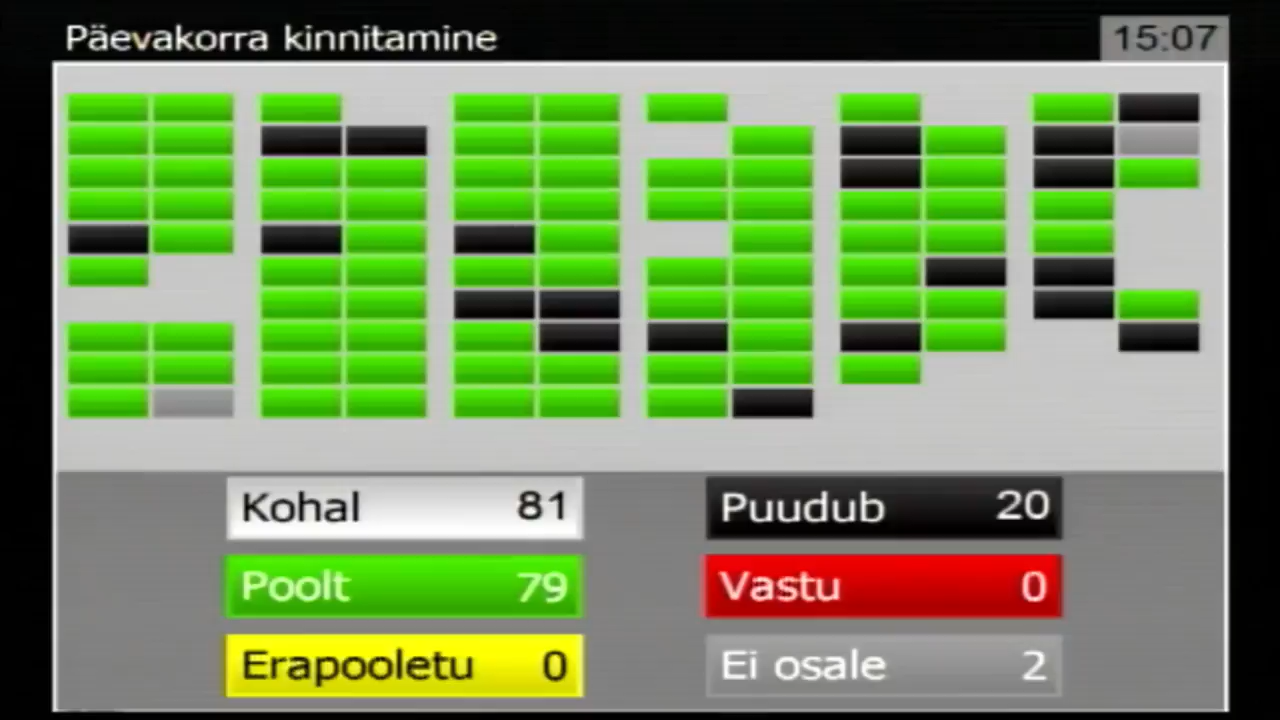 Päevakorra kinnitamine 15:07
Kohal 81 Puudub 20
Poolt 79 Vastu 0
Erapooletu 0 Ei osale 2